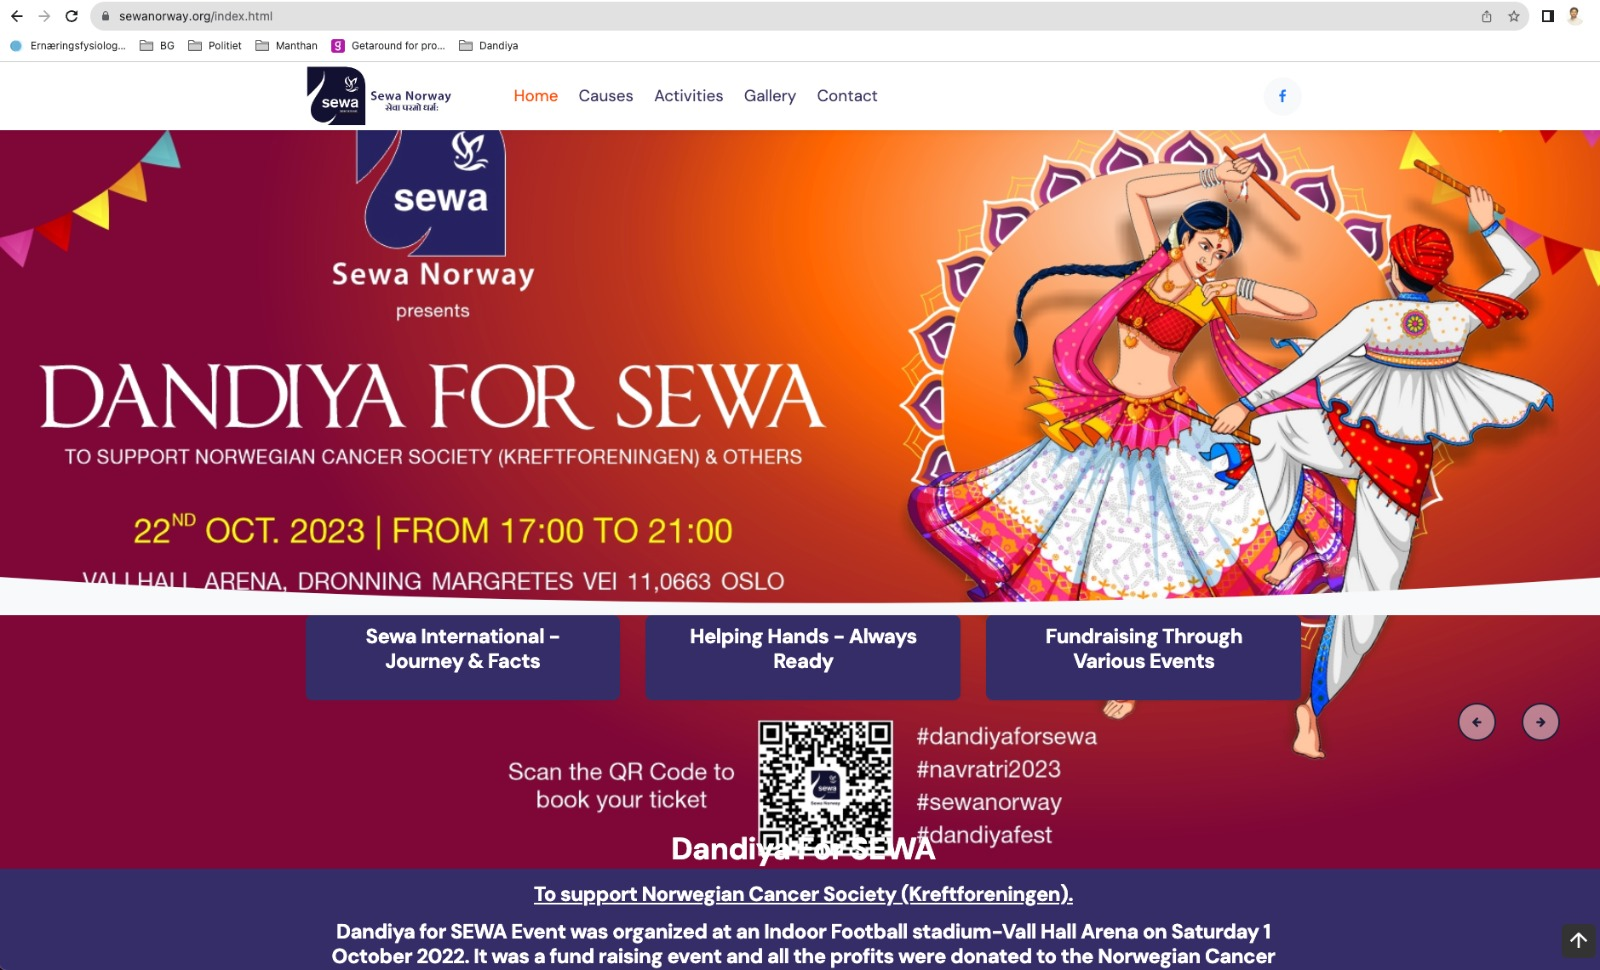 sewanorway.org/index.html
Ernæringsfysiolog... BG Politiet Manthan Getaround for pro... Dandiya
sewa
Sewa Norway
સેવા પરમો ધર્મ:
Home Causes Activities Gallery Contact
sewa
Sewa Norway
presents
DANDIYA FOR SEWA
TO SUPPORT NORWEGIAN CANCER SOCIETY (KREFTFORENINGEN) & OTHERS
22ND OCT. 2023 | FROM 17:00 TO 21:00
VALLHALL ARENA, DRONNING MARGRETES VEI 11,0663 OSLO
Sewa International -
Journey & Facts
Helping Hands - Always
Ready
Fundraising Through
Various Events
Scan the QR Code to
book your ticket
sewa
Sewa Norway
#dandiyaforsewa
#navratri2023
#sewanorway
#dandiyafest
Dandiya For SEWA
To support Norwegian Cancer Society (Kreftforeningen).
Dandiya for SEWA Event was organized at an Indoor Football stadium-Vall Hall Arena on Saturday 1
October 2022. It was a fund raising event and all the profits were donated to the Norwegian Cancer